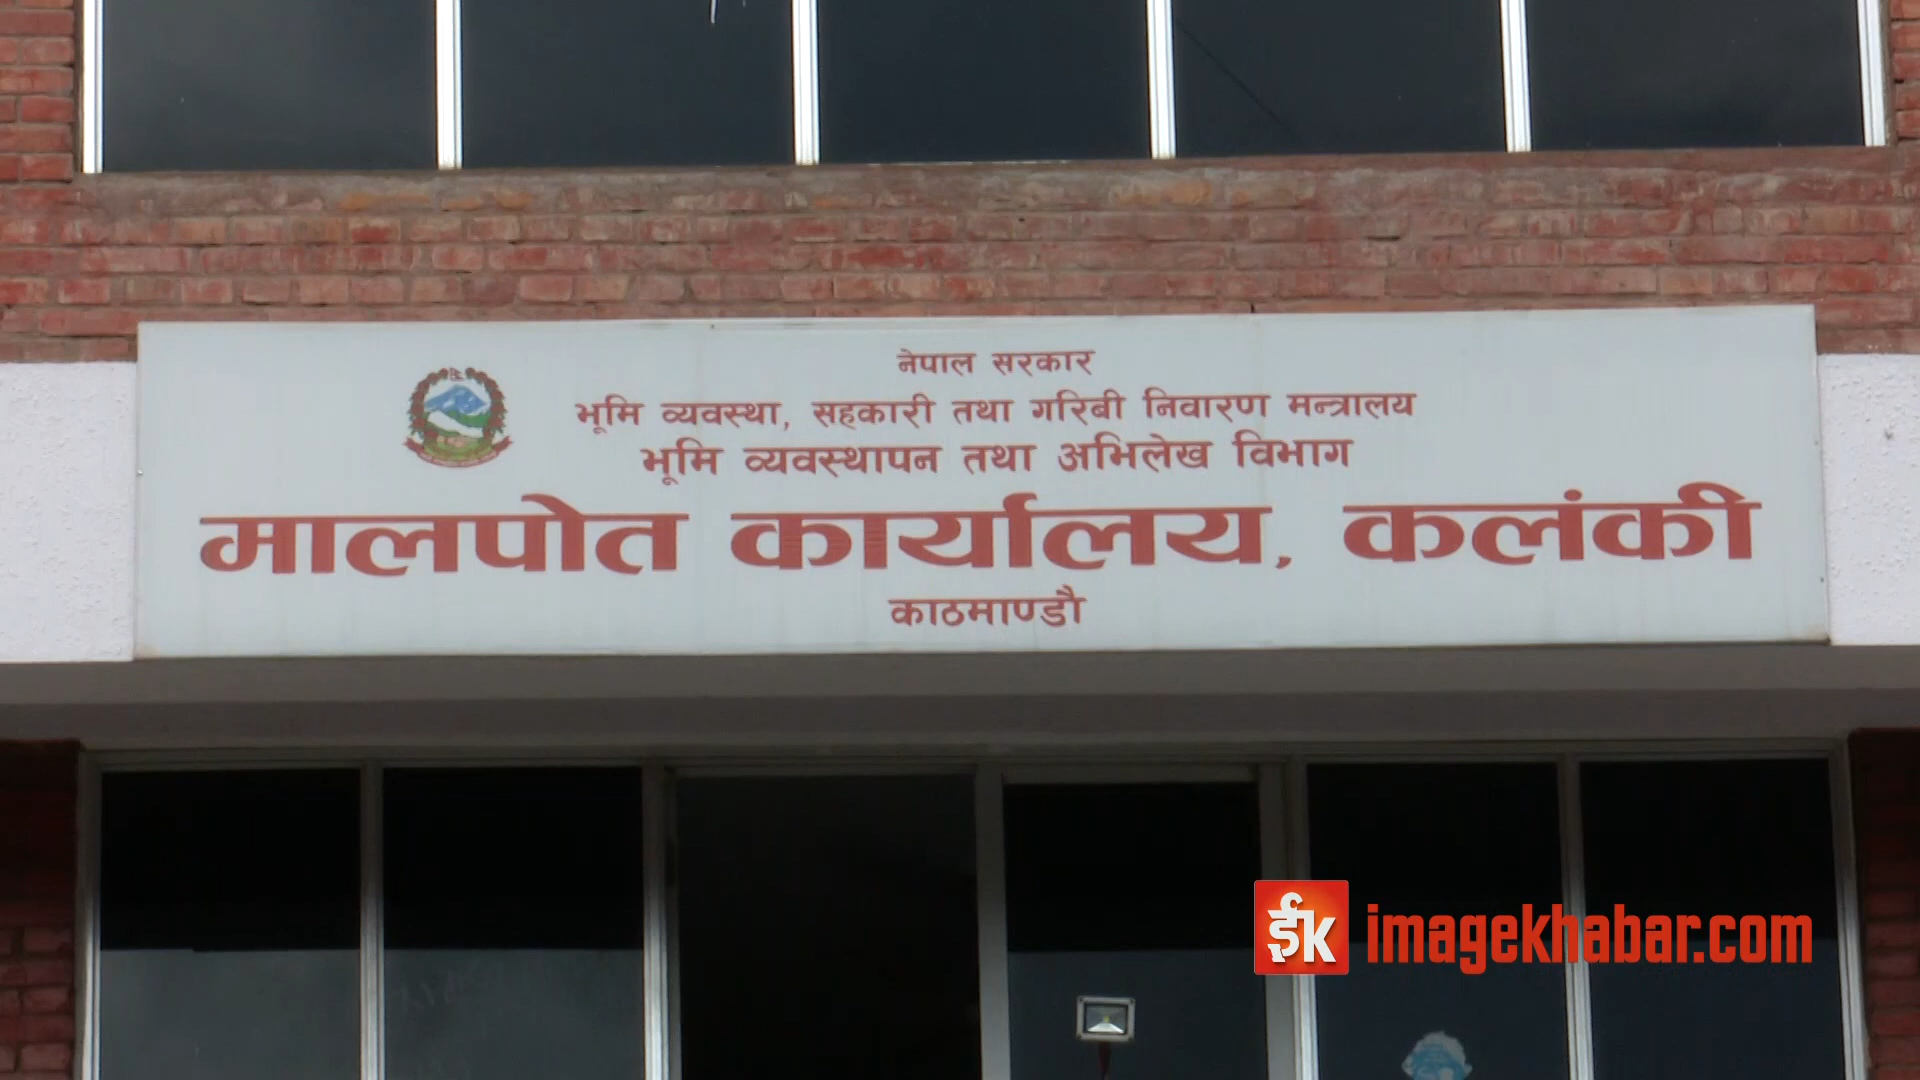 नेपाल सरकार
भूमि व्यवस्था, सहकारी तथा गरिबी निवारण मन्त्रालय
भूमि व्यवस्थापन तथा अभिलेख विभाग
मालपोत कार्यालय, कलंकी
काठमाण्डौ
ईk imagekhabar.com